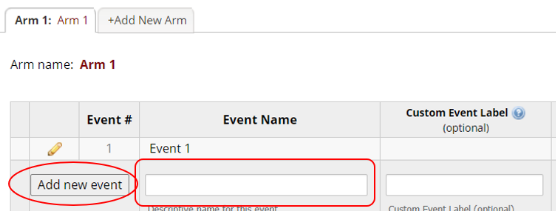 Arm 1: Arm 1 +Add New Arm
Arm name: Arm 1
Event # Event Name Custom Event Label
(optional)
1 Event 1
Add new event
Descriptive name for this event Custom Event Label (optional)